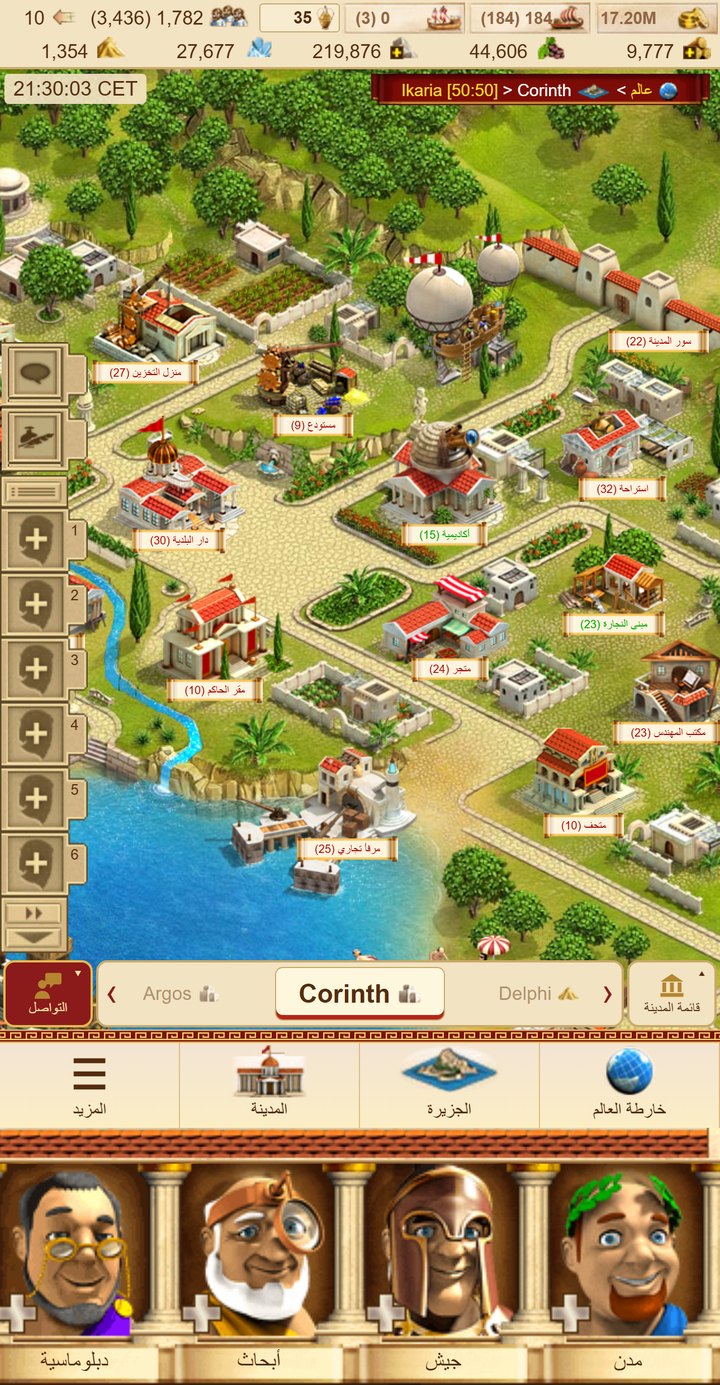 10 (3,436) 1,782 35 (3) 0 (184) 184 17.20M
1,354 27,677 219,876 44,606 9,777
21:30:03 CET
Ikaria [50:50] > Corinth < عالم
سور المدينة (22)
منزل التخزين (27)
مستودع (9)
استراحة (32)
أكاديمية (15)
دار البلدية (30)
مبنى النجارة (23)
متجر (24)
مقر الحاكم (10)
مكتب المهندس (23)
متحف (10)
مرفأ تجاري (25)
1
2
3
4
5
6
التواصل
Argos
Corinth
Delphi
قائمة المدينة
المزيد
المدينة
الجزيرة
خارطة العالم
دبلوماسية
أبحاث
جيش
مدن